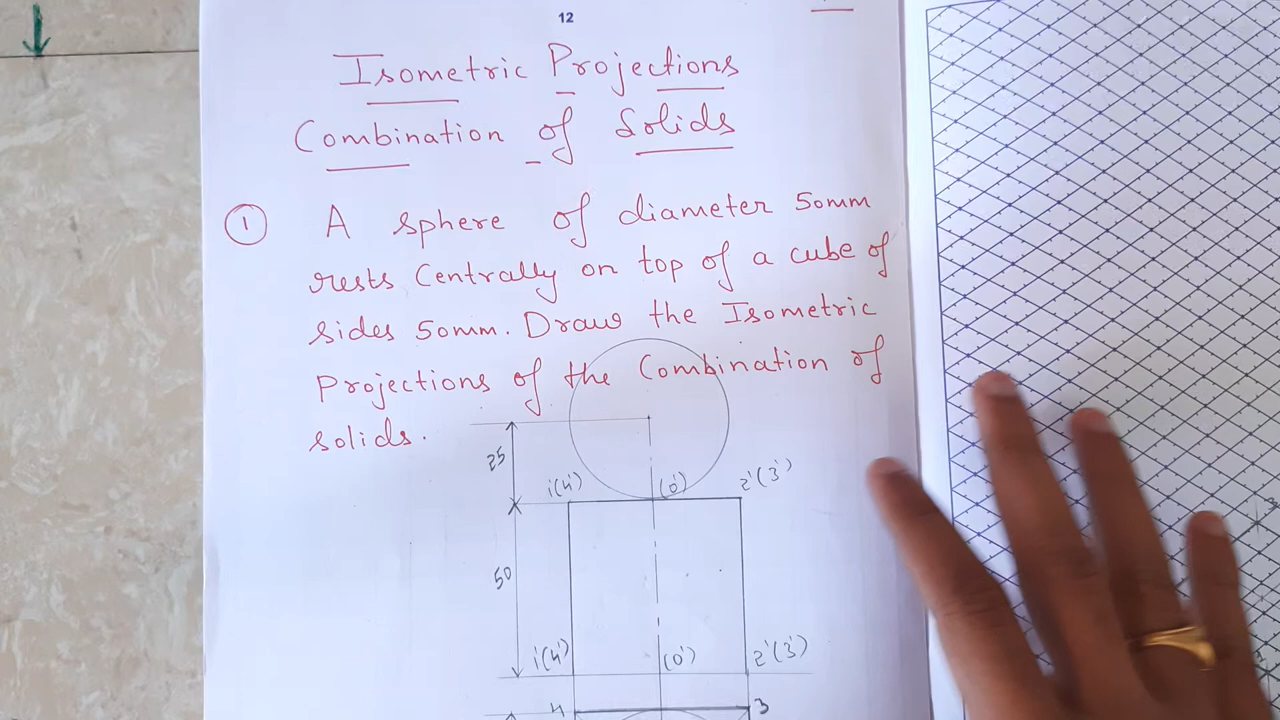 12
Isometric Projections
Combination of Solids
1 A sphere of diameter 50mm
rests Centrally on top of a cube of
sides 50mm. Draw the Isometric
Projections of the Combination of
solids.
25
1'(4') (0') 2'(3')
50
1'(4') (0') 2'(3')
4 3